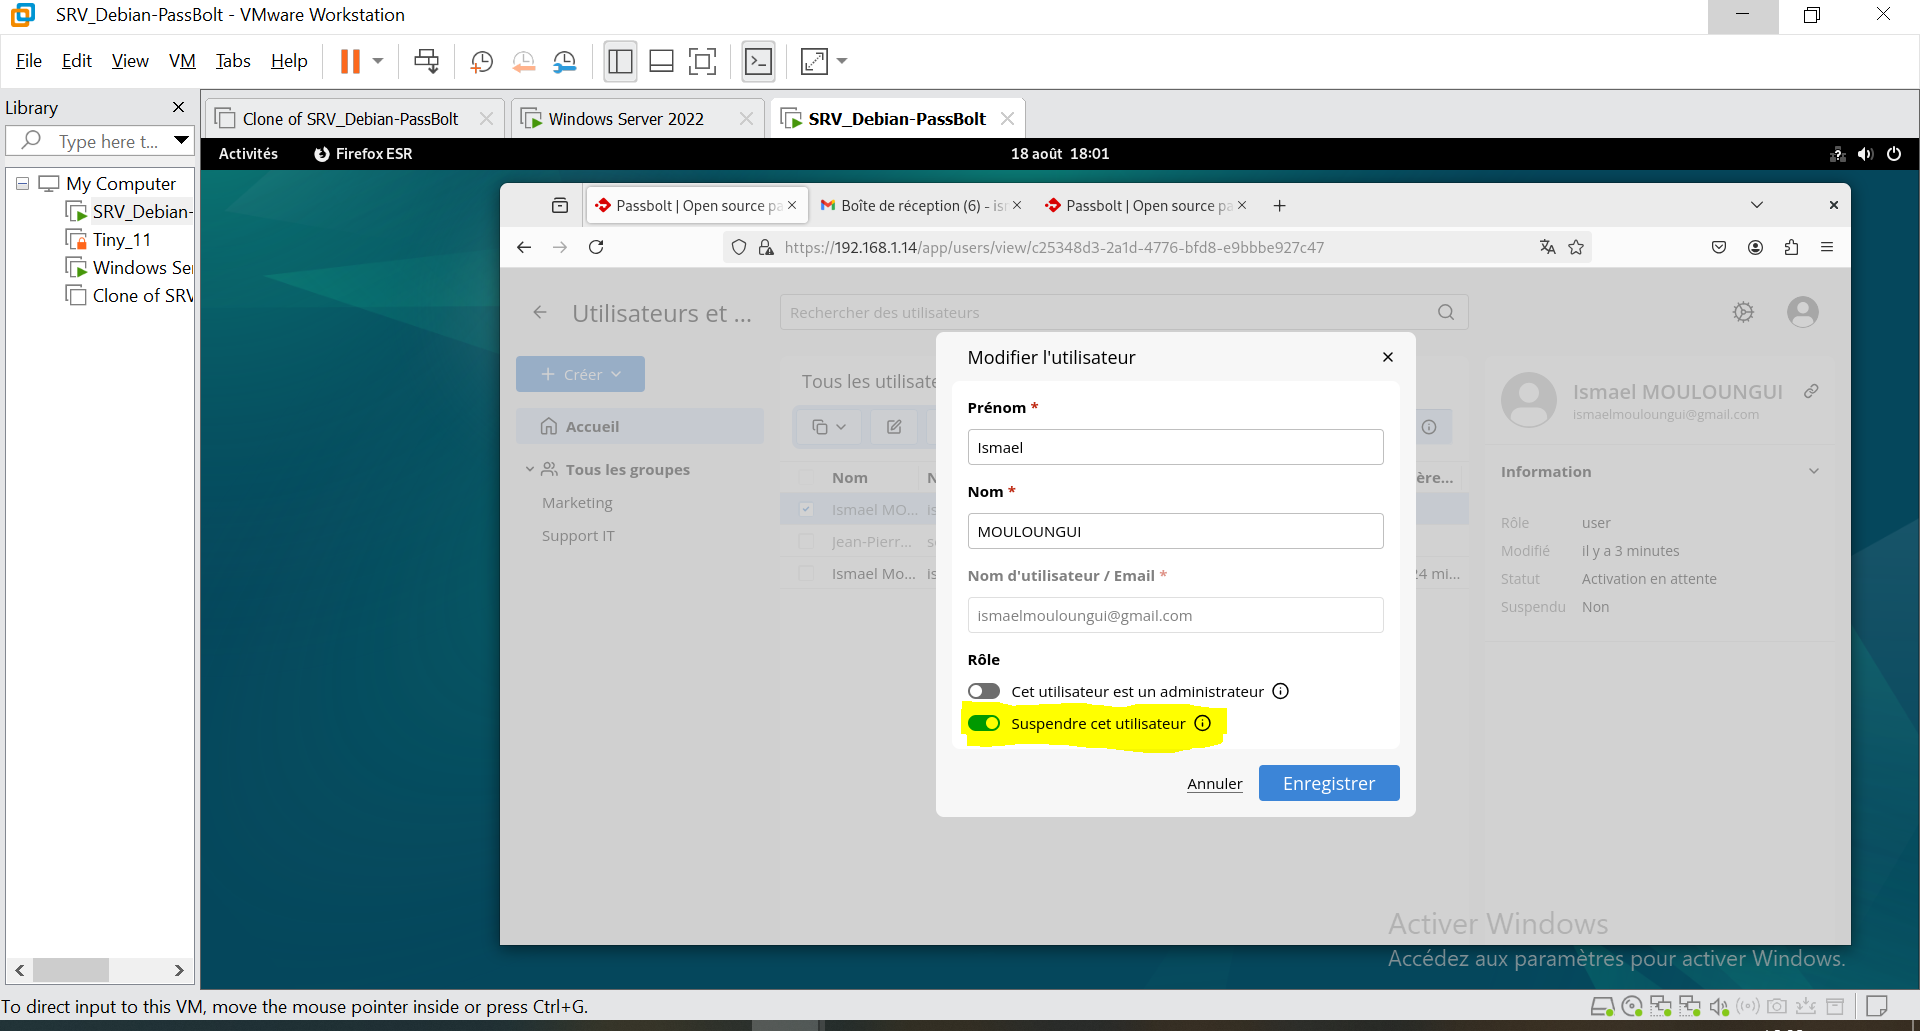 SRV_Debian-PassBolt - VMware Workstation
File Edit View VM Tabs Help
Library
Type here t...
My Computer
SRV_Debian-
Tiny_11
Windows Ser
Clone of SRV
Clone of SRV_Debian-PassBolt
Windows Server 2022
SRV_Debian-PassBolt
Activités Firefox ESR 18 août 18:01
Passbolt | Open source pa
Boîte de réception (6) - isr
Passbolt | Open source pa
https://192.168.1.14/app/users/view/c25348d3-2a1d-4776-bfd8-e9bbbe927c47
Utilisateurs et ...
Rechercher des utilisateurs
Créer
Accueil
Tous les groupes
Marketing
Support IT
Tous les utilisate
Nom N ère...
Ismael MO... is
Jean-Pierr... se
Ismael Mo... is 24 mi...
Modifier l'utilisateur
Prénom *
Ismael
Nom *
MOULOUNGUI
Nom d'utilisateur / Email *
ismaelmouloungui@gmail.com
Rôle
Cet utilisateur est un administrateur
Suspendre cet utilisateur
Annuler Enregistrer
Ismael MOULOUNGUI
ismaelmouloungui@gmail.com
Information
Rôle user
Modifié il y a 3 minutes
Statut Activation en attente
Suspendu Non
Activer Windows
Accédez aux paramètres pour activer Windows.
To direct input to this VM, move the mouse pointer inside or press Ctrl+G.